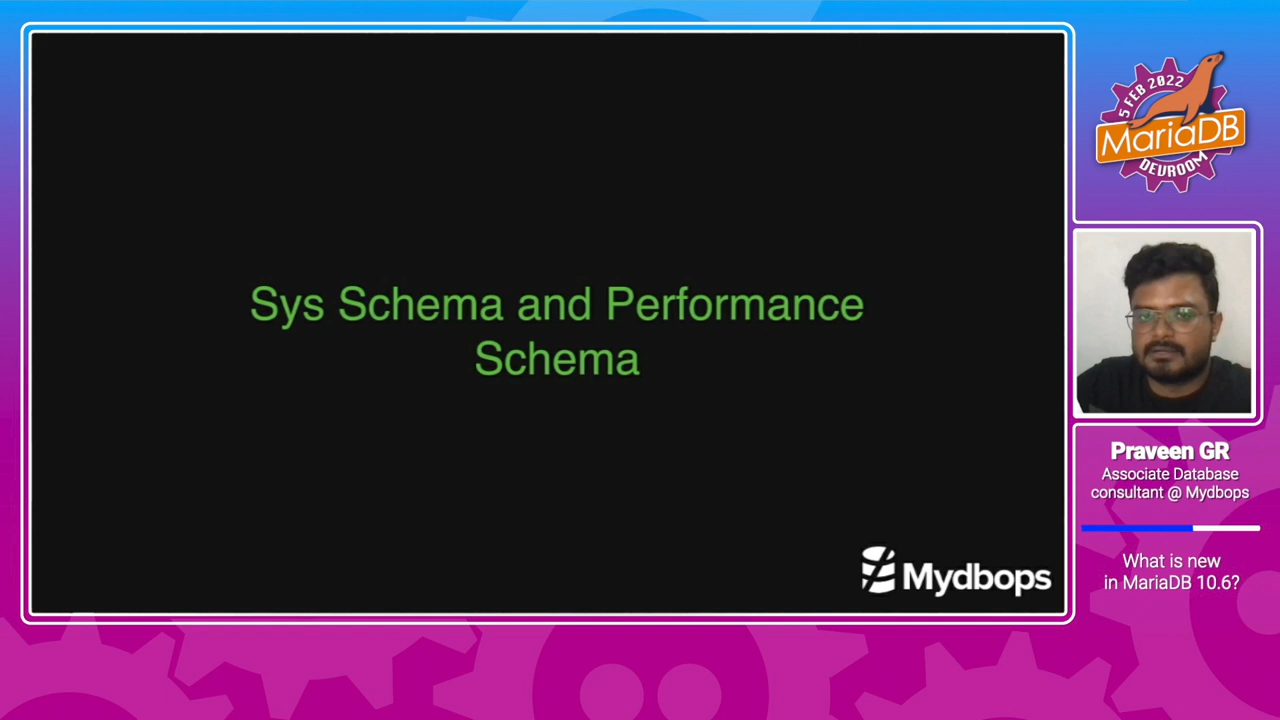 Sys Schema and Performance
Schema
Mydbops
5 FEB 2022
MariaDB
DEVROOM
Praveen GR
Associate Database
consultant @ Mydbops
What is new
in MariaDB 10.6?